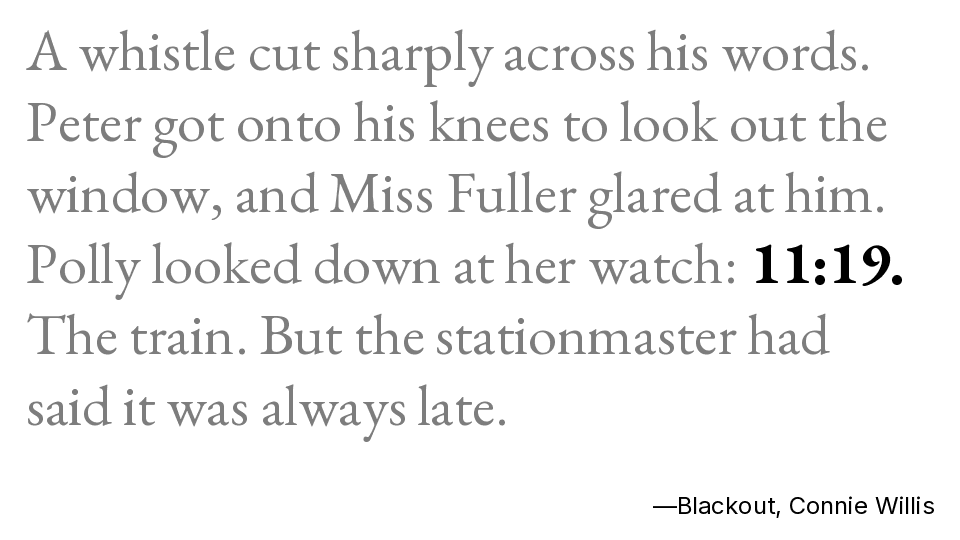 A whistle cut sharply across his words.
Peter got onto his knees to look out the
window, and Miss Fuller glared at him.
Polly looked down at her watch: 11:19.
The train. But the stationmaster had
said it was always late.
—Blackout, Connie Willis